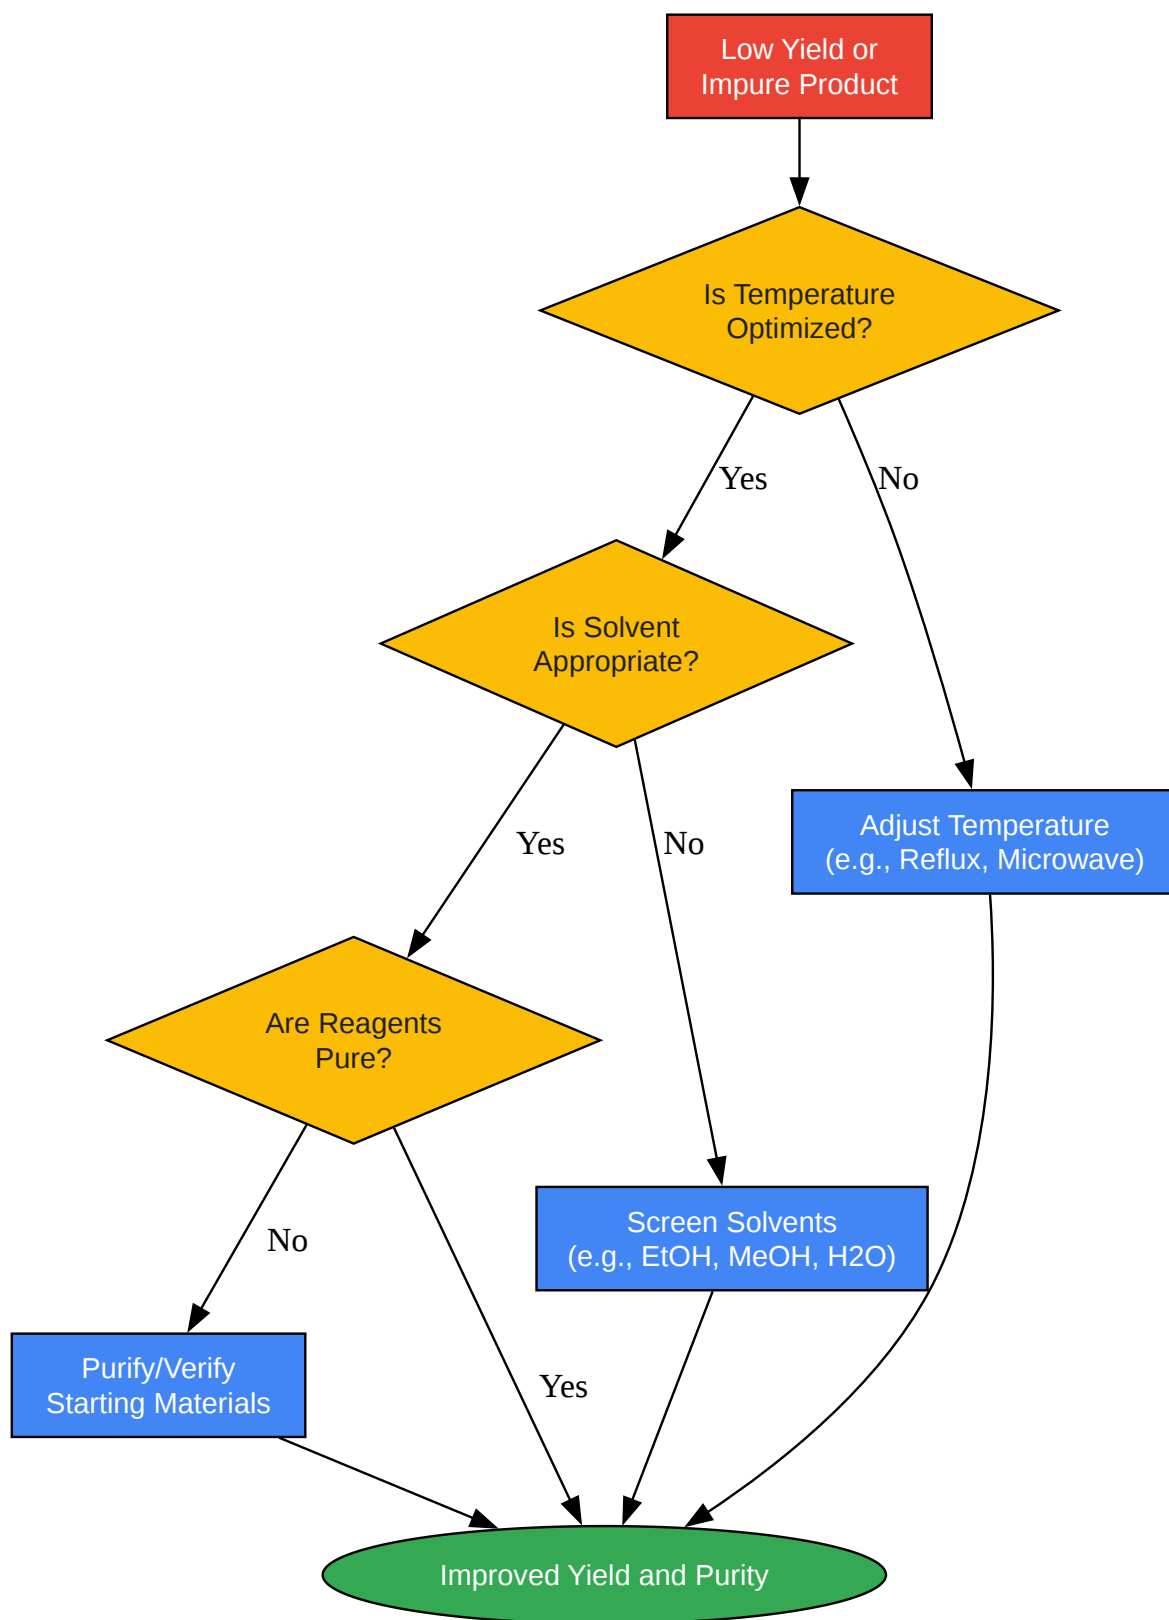 Low Yield or
Impure Product
Is Temperature
Optimized?
Yes
No
Is Solvent
Appropriate?
Yes
No
Adjust Temperature
(e.g., Reflux, Microwave)
Are Reagents
Pure?
No
Yes
Screen Solvents
(e.g., EtOH, MeOH, H2O)
Purify/Verify
Starting Materials
Improved Yield and Purity